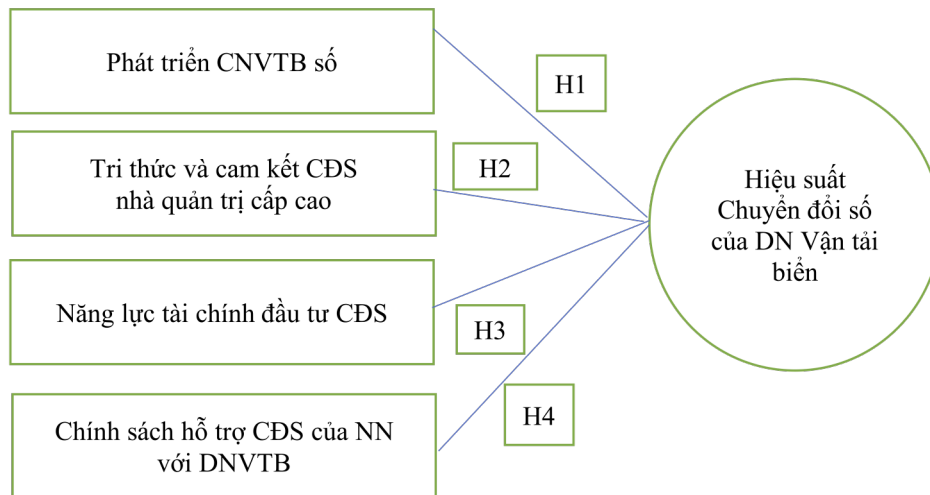 Phát triển CNVTB số
H1
Tri thức và cam kết CĐS
nhà quản trị cấp cao
H2
Năng lực tài chính đầu tư CĐS
H3
Chính sách hỗ trợ CĐS của NN
với DNVTB
H4
Hiệu suất
Chuyển đổi số
của DN Vận tải
biển